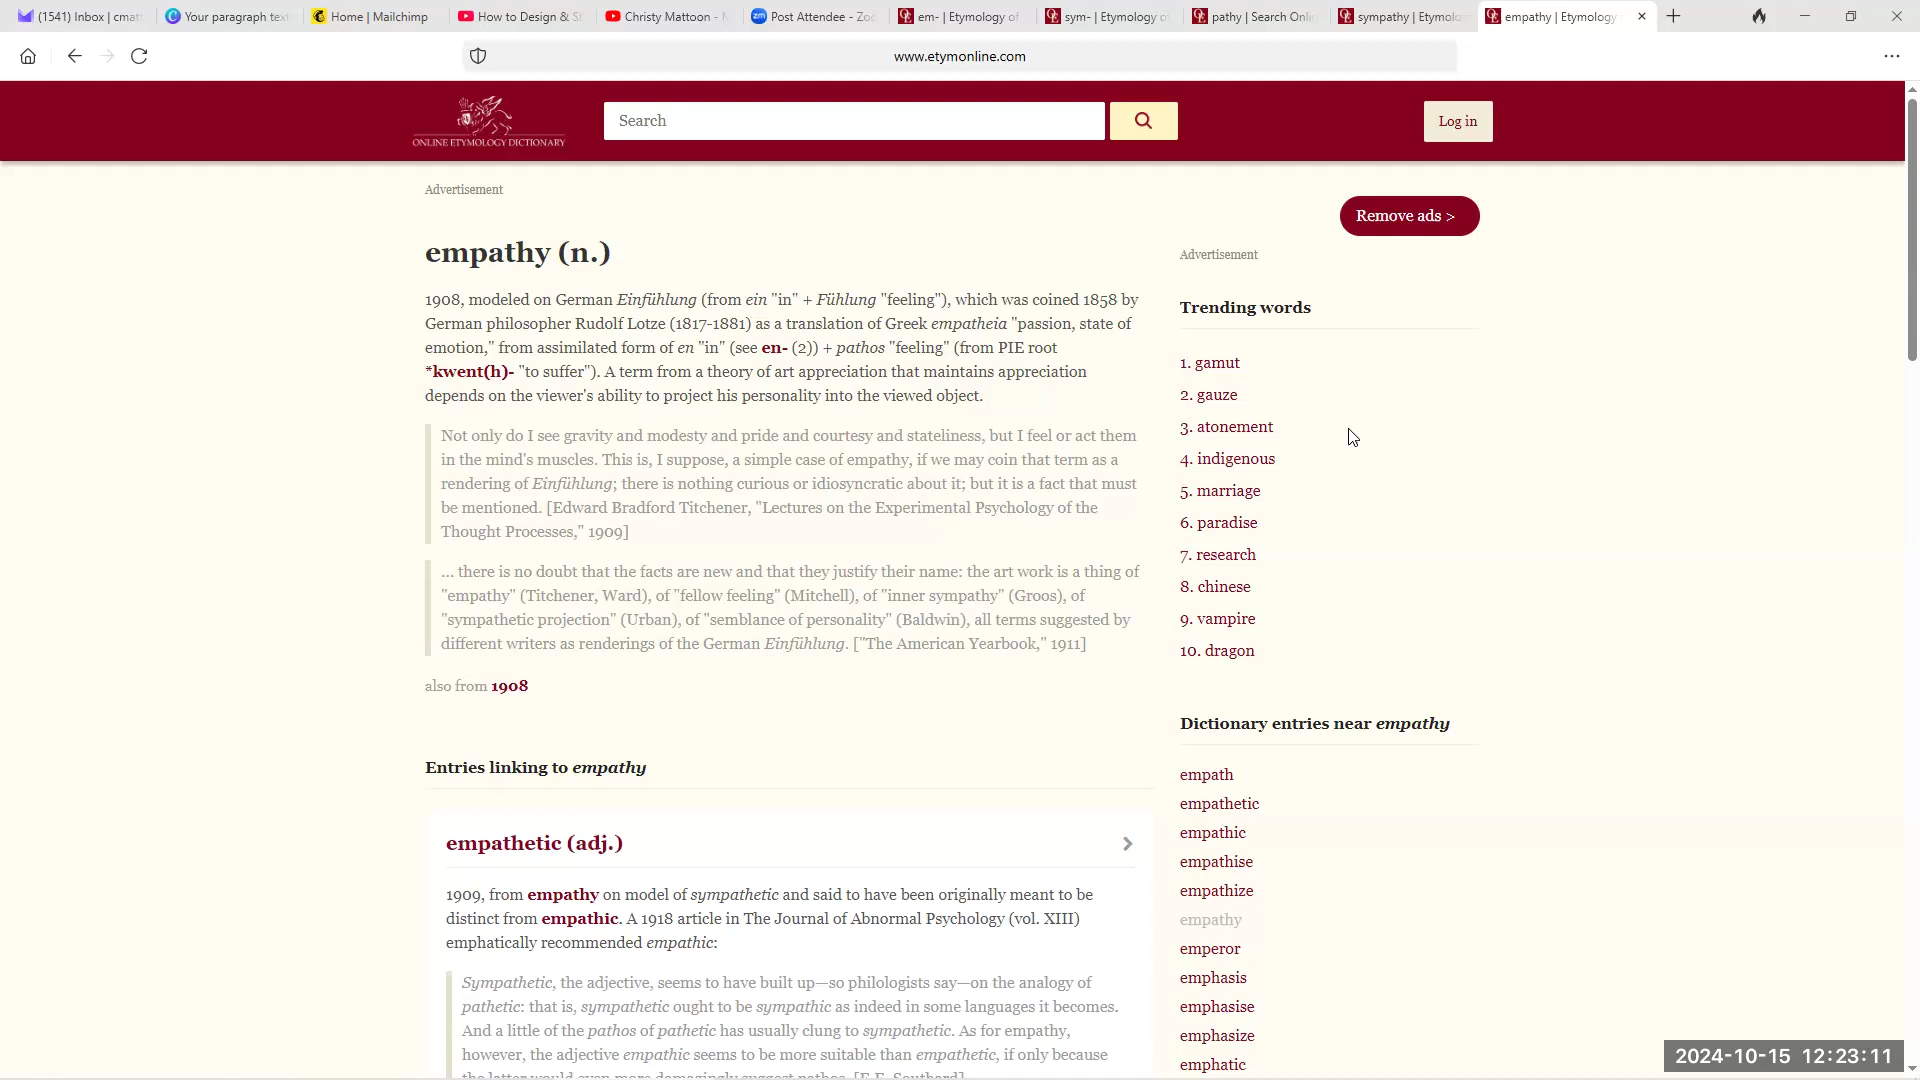 (1541) Inbox | cmat
Your paragraph text
Home | Mailchimp
How to Design & St
Christy Mattoon -
Post Attendee - Zoo
em- | Etymology of
sym- | Etymology of
pathy | Search Onli
sympathy | Etymolo
empathy | Etymology
www.etymonline.com
ONLINE ETYMOLOGY DICTIONARY
Search
Log in
Advertisement
Remove ads >
empathy (n.)
1908, modeled on German Einfühlung (from ein "in" + Fühlung "feeling"), which was coined 1858 by
German philosopher Rudolf Lotze (1817-1881) as a translation of Greek empatheia "passion, state of
emotion," from assimilated form of en "in" (see en- (2)) + pathos "feeling" (from PIE root
*kwent(h)- "to suffer"). A term from a theory of art appreciation that maintains appreciation
depends on the viewer's ability to project his personality into the viewed object.
Not only do I see gravity and modesty and pride and courtesy and stateliness, but I feel or act them
in the mind's muscles. This is, I suppose, a simple case of empathy, if we may coin that term as a
rendering of Einfühlung; there is nothing curious or idiosyncratic about it; but it is a fact that must
be mentioned. [Edward Bradford Titchener, "Lectures on the Experimental Psychology of the
Thought Processes," 1909]
... there is no doubt that the facts are new and that they justify their name: the art work is a thing of
"empathy" (Titchener, Ward), of "fellow feeling" (Mitchell), of "inner sympathy" (Groos), of
"sympathetic projection" (Urban), of "semblance of personality" (Baldwin), all terms suggested by
different writers as renderings of the German Einfühlung. ["The American Yearbook," 1911]
also from 1908
Entries linking to empathy
empathetic (adj.)
1909, from empathy on model of sympathetic and said to have been originally meant to be
distinct from empathic. A 1918 article in The Journal of Abnormal Psychology (vol. XIII)
emphatically recommended empathic:
Sympathetic, the adjective, seems to have built up—so philologists say—on the analogy of
pathetic: that is, sympathetic ought to be sympathic as indeed in some languages it becomes.
And a little of the pathos of pathetic has usually clung to sympathetic. As for empathy,
however, the adjective empathic seems to be more suitable than empathetic, if only because
the latter would even more damagingly suggest pathos. [E.E. Southard]
Advertisement
Trending words
1. gamut
2. gauze
3. atonement
4. indigenous
5. marriage
6. paradise
7. research
8. chinese
9. vampire
10. dragon
Dictionary entries near empathy
empath
empathetic
empathic
empathise
empathize
empathy
emperor
emphasis
emphasise
emphasize
emphatic
2024-10-15 12:23:11